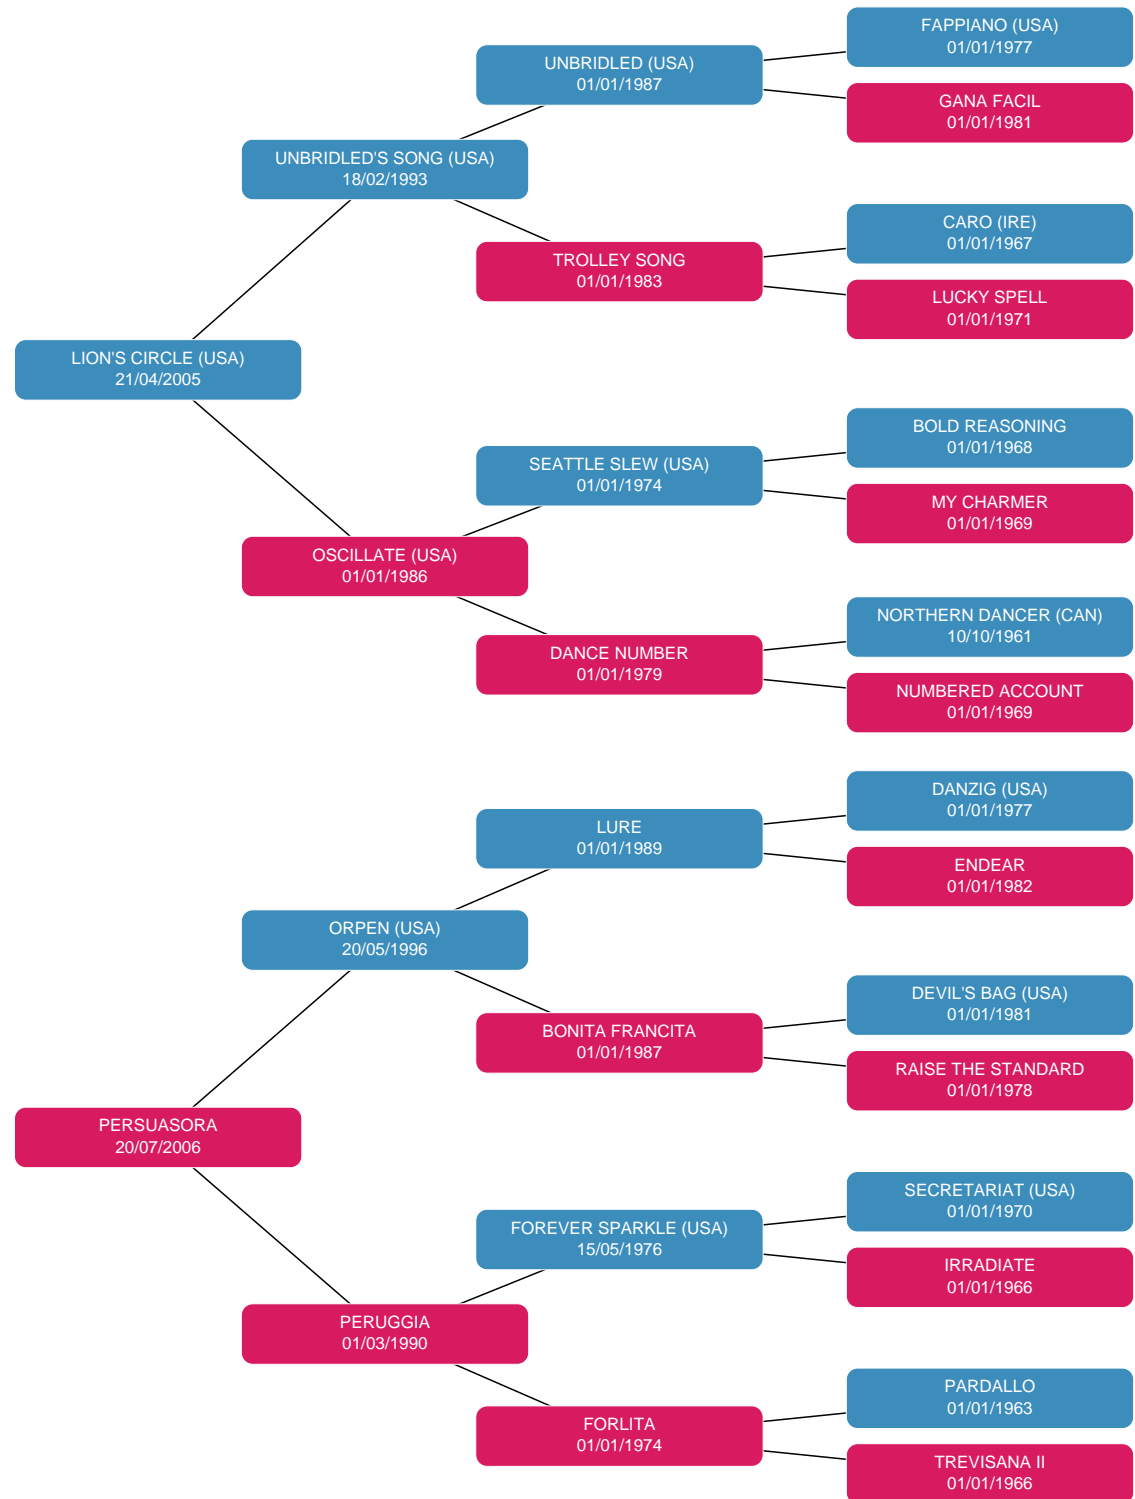 FAPPIANO (USA)
01/01/1977
UNBRIDLED (USA)
01/01/1987
GANA FACIL
01/01/1981
UNBRIDLED'S SONG (USA)
18/02/1993
CARO (IRE)
01/01/1967
TROLLEY SONG
01/01/1983
LUCKY SPELL
01/01/1971
LION'S CIRCLE (USA)
21/04/2005
BOLD REASONING
01/01/1968
SEATTLE SLEW (USA)
01/01/1974
MY CHARMER
01/01/1969
OSCILLATE (USA)
01/01/1986
NORTHERN DANCER (CAN)
10/10/1961
DANCE NUMBER
01/01/1979
NUMBERED ACCOUNT
01/01/1969
DANZIG (USA)
01/01/1977
LURE
01/01/1989
ENDEAR
01/01/1982
ORPEN (USA)
20/05/1996
DEVIL'S BAG (USA)
01/01/1981
BONITA FRANCITA
01/01/1987
RAISE THE STANDARD
01/01/1978
PERSUASORA
20/07/2006
SECRETARIAT (USA)
01/01/1970
FOREVER SPARKLE (USA)
15/05/1976
IRRADIATE
01/01/1966
PERUGGIA
01/03/1990
PARDALLO
01/01/1963
FORLITA
01/01/1974
TREVISANA II
01/01/1966